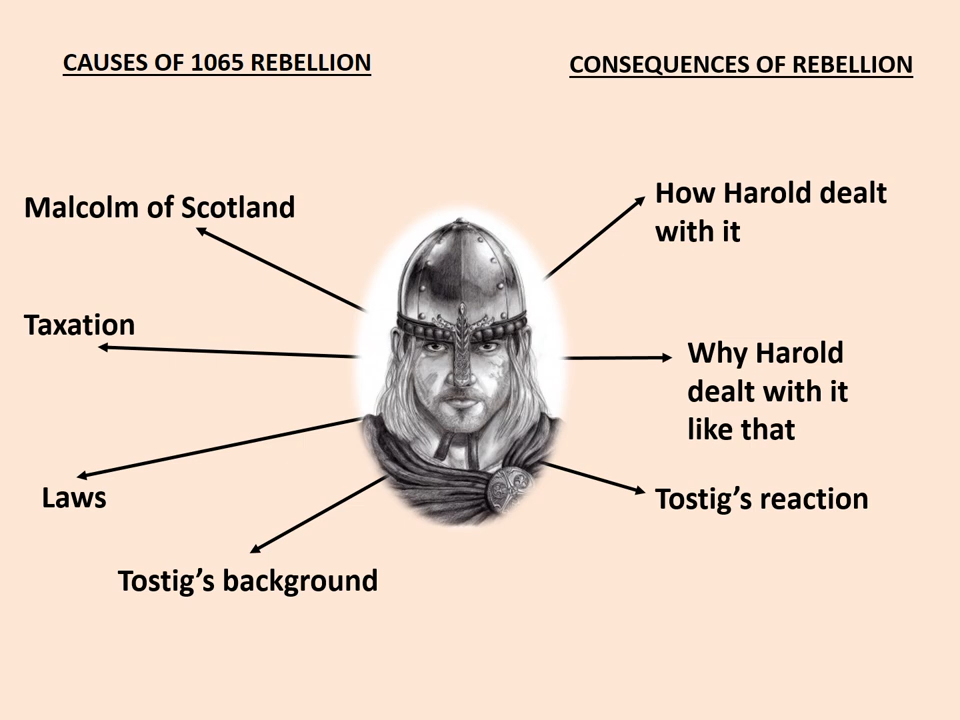 CAUSES OF 1065 REBELLION
CONSEQUENCES OF REBELLION
Malcolm of Scotland
Taxation
Laws
Tostig’s background
How Harold dealt
with it
Why Harold
dealt with it
like that
Tostig’s reaction